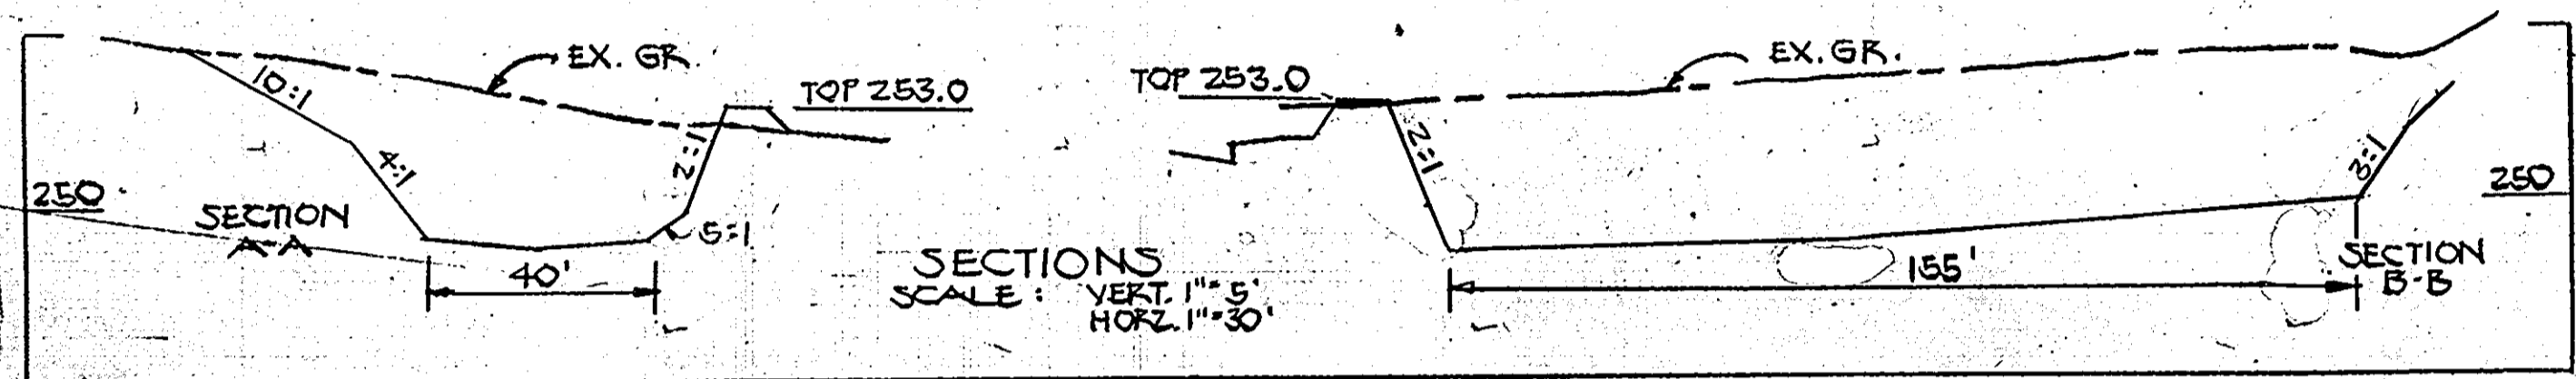 EX. GR.
10:1
TOP 253.0
4:1
2:1
250
SECTION
A-A
5:1
40'
SECTIONS
SCALE : VERT. 1"=5'
HORZ. 1"=30'
TOP 253.0
EX. GR.
2:1
3:1
250
155'
SECTION
B-B